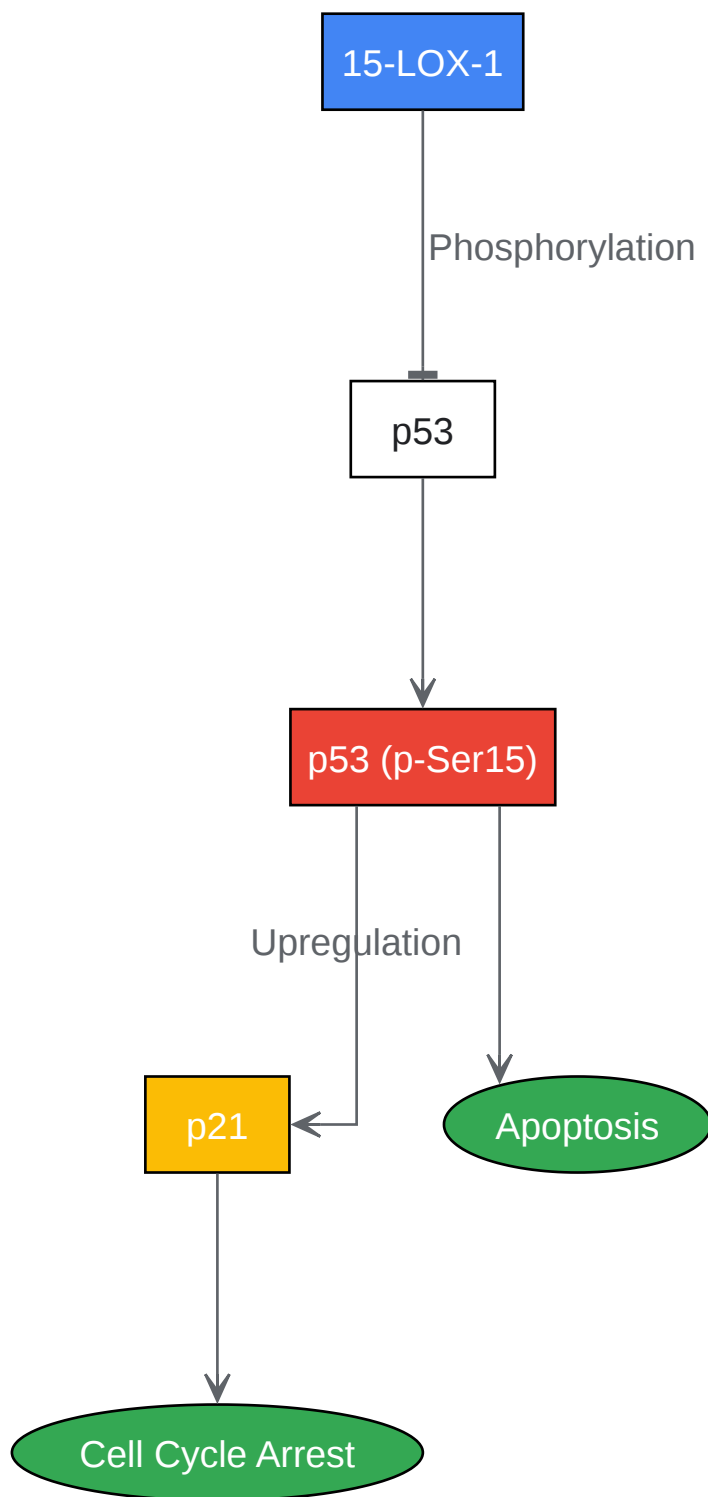 15-LOX-1
Phosphorylation
p53
p53 (p-Ser15)
Upregulation
p21
Apoptosis
Cell Cycle Arrest